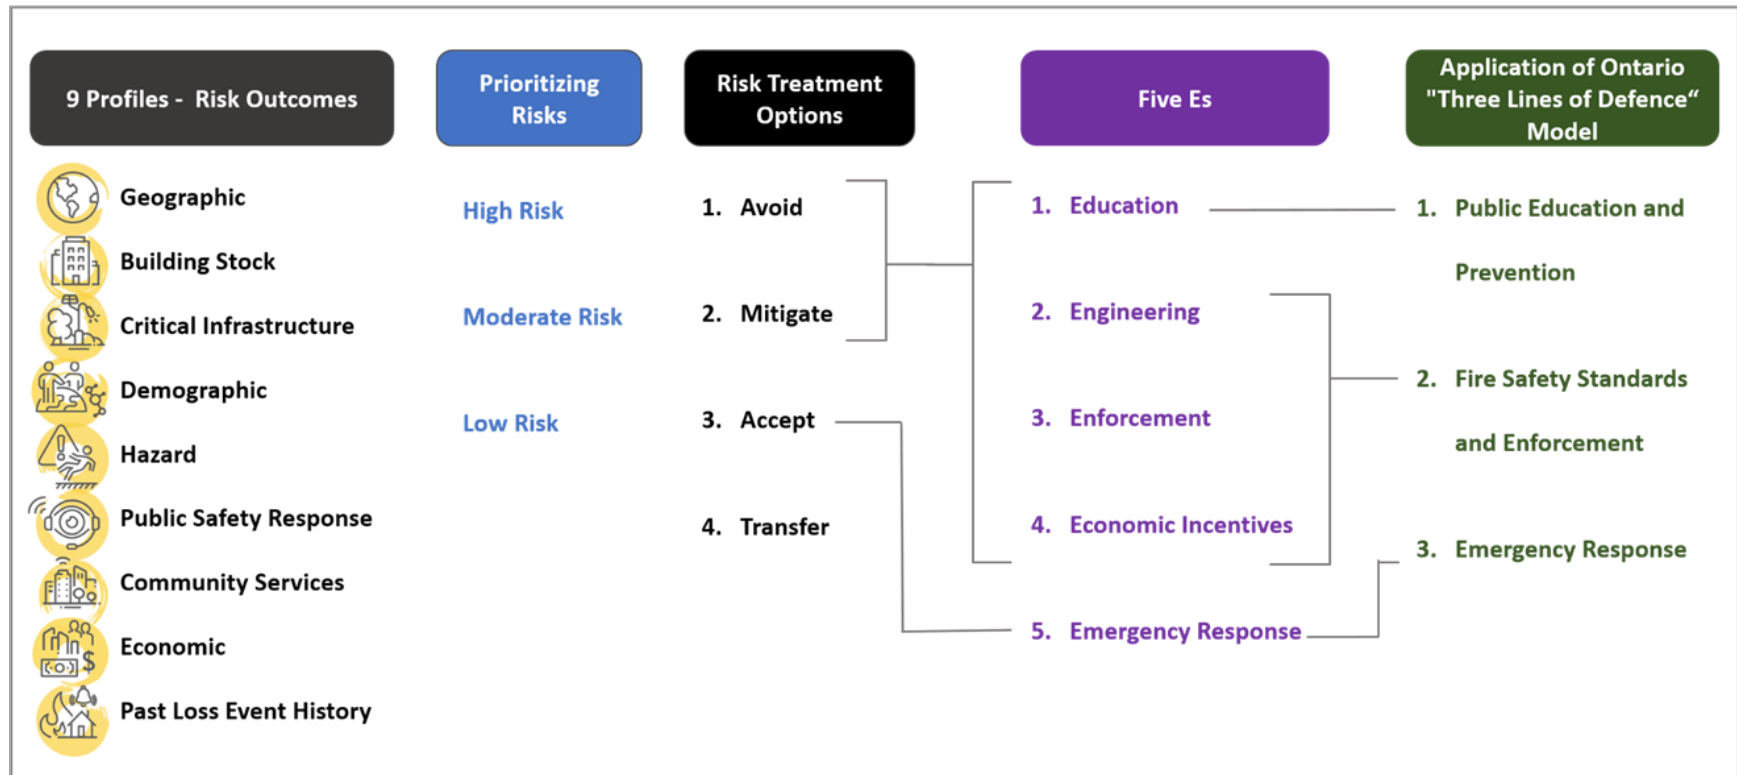 9 Profiles - Risk Outcomes
Geographic
Building Stock
Critical Infrastructure
Demographic
Hazard
Public Safety Response
Community Services
Economic
Past Loss Event History
Prioritizing
Risks
High Risk
Moderate Risk
Low Risk
Risk Treatment
Options
1. Avoid
2. Mitigate
3. Accept
4. Transfer
Five Es
1. Education
2. Engineering
3. Enforcement
4. Economic Incentives
5. Emergency Response
Application of Ontario
"Three Lines of Defence“
Model
1. Public Education and
Prevention
2. Fire Safety Standards
and Enforcement
3. Emergency Response